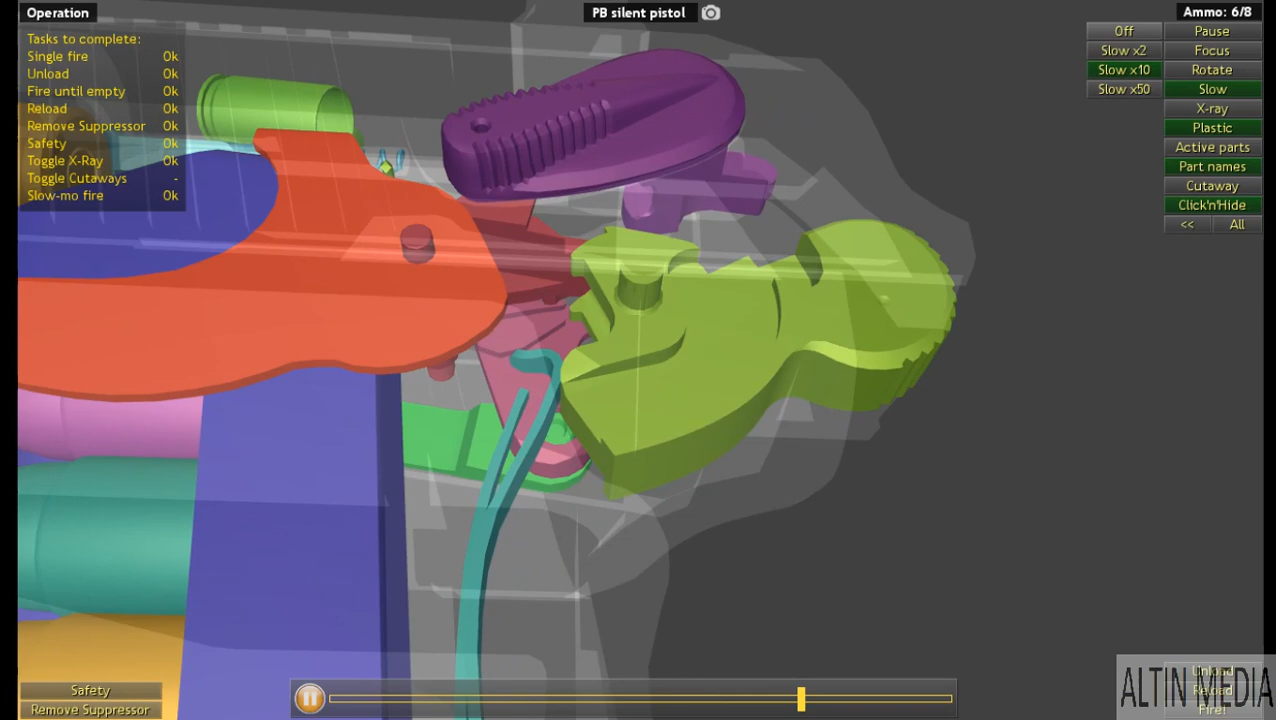 Operation
PB silent pistol
Ammo: 6/8
Tasks to complete:
Single fire Ok
Unload Ok
Fire until empty Ok
Reload Ok
Remove Suppressor Ok
Safety Ok
Toggle X-Ray Ok
Toggle Cutaways -
Slow-mo fire Ok
Off
Slow x2
Slow x10
Slow x50
Pause
Focus
Rotate
Slow
X-ray
Plastic
Active parts
Part names
Cutaway
Click'n'Hide
<< All
Safety
Remove Suppressor
Unload
Reload
Fire!
ALTIN MEDIA